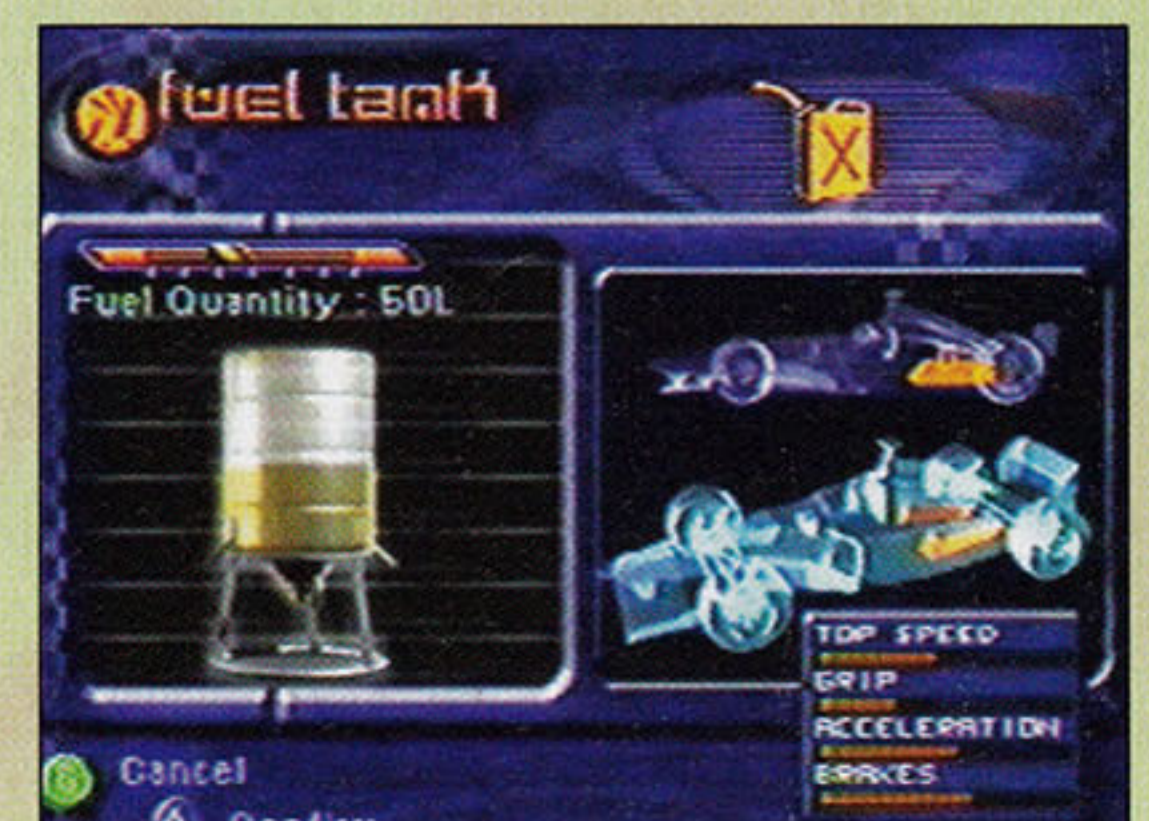 fuel tank
X
Fuel Quantity : 50L
TOP SPEED
GRIP
ACCELERATION
BRAKES
Cancel